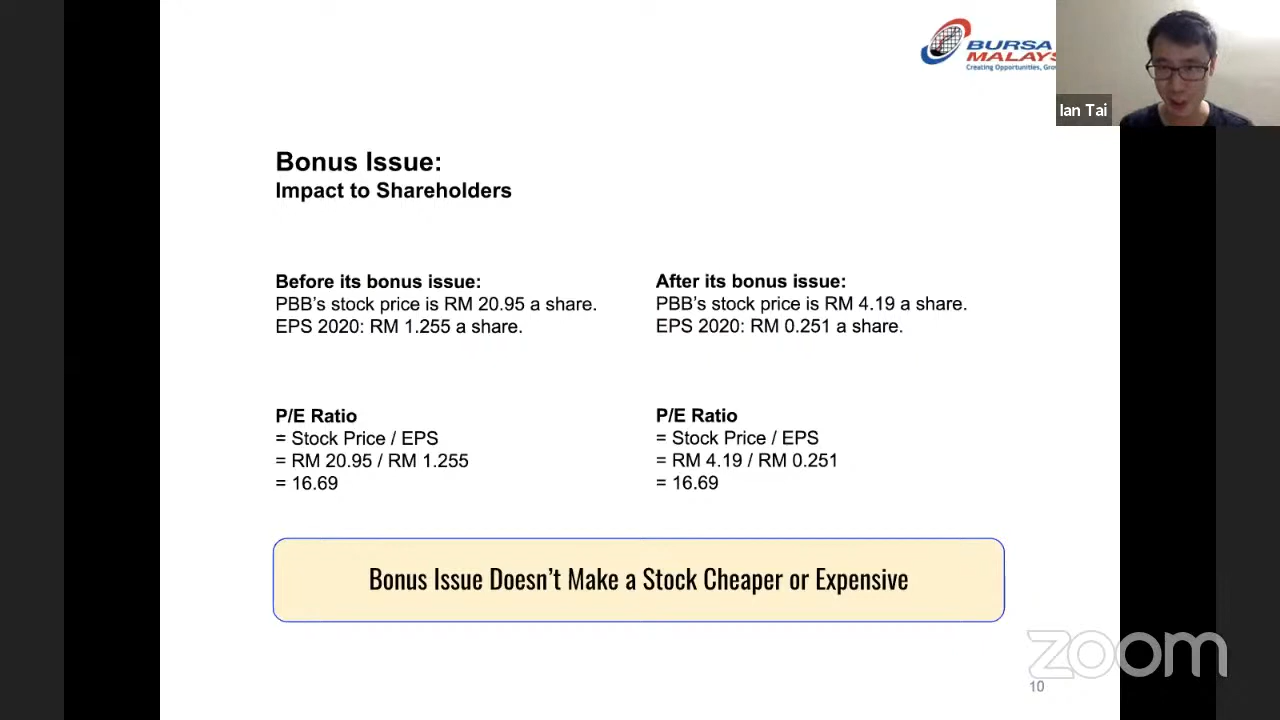 BURSA
MALAYS
Creating Opportunities, Gro
Ian Tai
Bonus Issue:
Impact to Shareholders
Before its bonus issue:
PBB's stock price is RM 20.95 a share.
EPS 2020: RM 1.255 a share.
After its bonus issue:
PBB's stock price is RM 4.19 a share.
EPS 2020: RM 0.251 a share.
P/E Ratio
= Stock Price / EPS
= RM 20.95 / RM 1.255
= 16.69
P/E Ratio
= Stock Price / EPS
= RM 4.19 / RM 0.251
= 16.69
Bonus Issue Doesn't Make a Stock Cheaper or Expensive
zoom
10